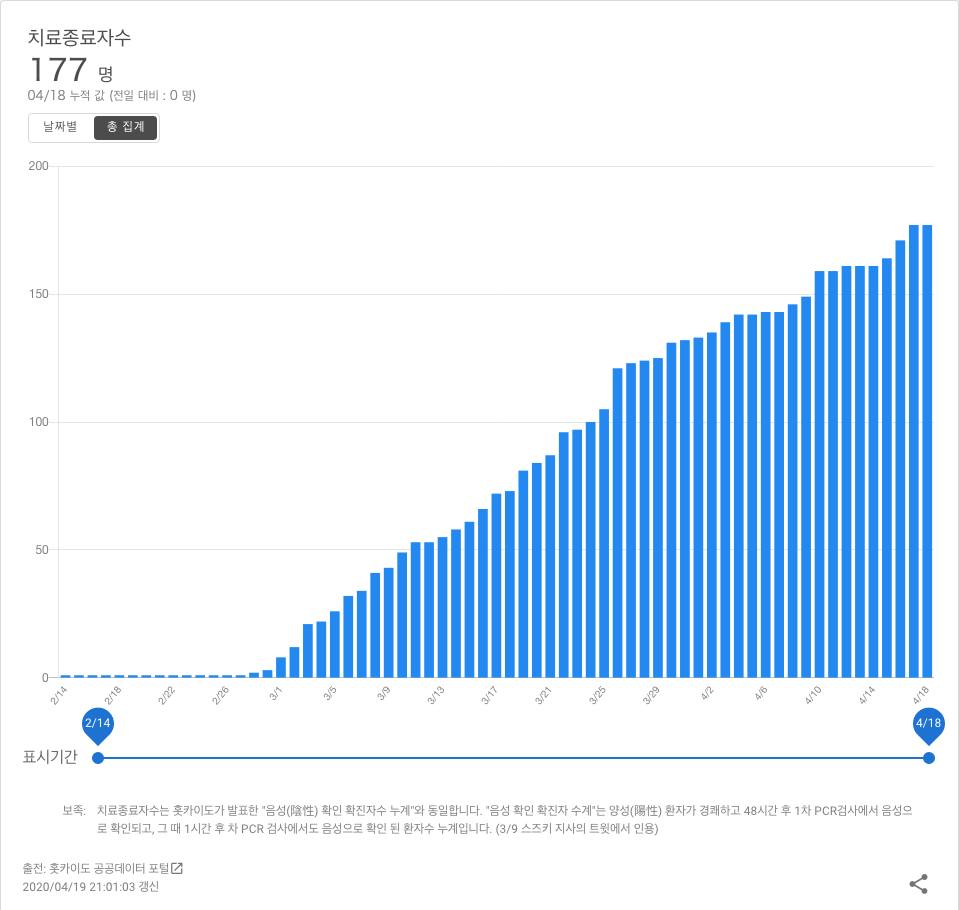 치료종료자수
177 명
04/18 누적 값 (전일 대비 : 0 명)
날짜별 총 집계
200
150
100
50
0
2/14 2/18 2/22 2/26 3/1 3/5 3/9 3/13 3/17 3/21 3/25 3/29 4/2 4/6 4/10 4/14 4/18
2/14 4/18
표시기간
보족: 치료종료자수는 홋카이도가 발표한 "음성(陰性) 확인 확진자수 누계"와 동일합니다. "음성 확인 확진자 수계"는 양성(陽性) 환자가 경쾌하고 48시간 후 1차 PCR검사에서 음성으
로 확인되고, 그 때 1시간 후 차 PCR 검사에서도 음성으로 확인 된 환자수 누계입니다. (3/9 스즈키 지사의 트윗에서 인용)
출전: 홋카이도 공공데이터 포털
2020/04/19 21:01:03 갱신